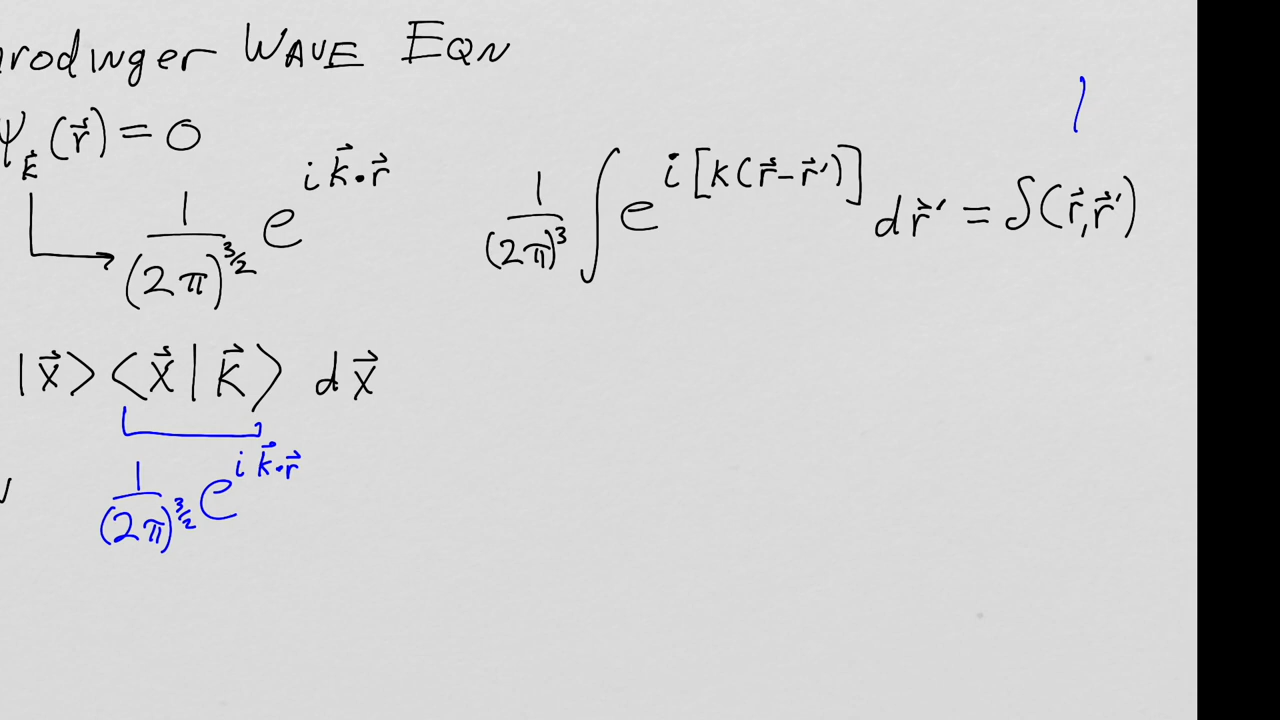 rodinger WAVE EQN
ψ_k⃗ (r⃗) = 0
1/(2π)^{3/2} e^{i k⃗·r⃗}
1/(2π)^3 ∫ e^{i[k(r⃗-r⃗′)]} dr⃗′ = δ(r⃗,r⃗′)
|x⃗> <x⃗|k⃗> dx⃗
1/(2π)^{3/2} e^{i k⃗·r⃗}